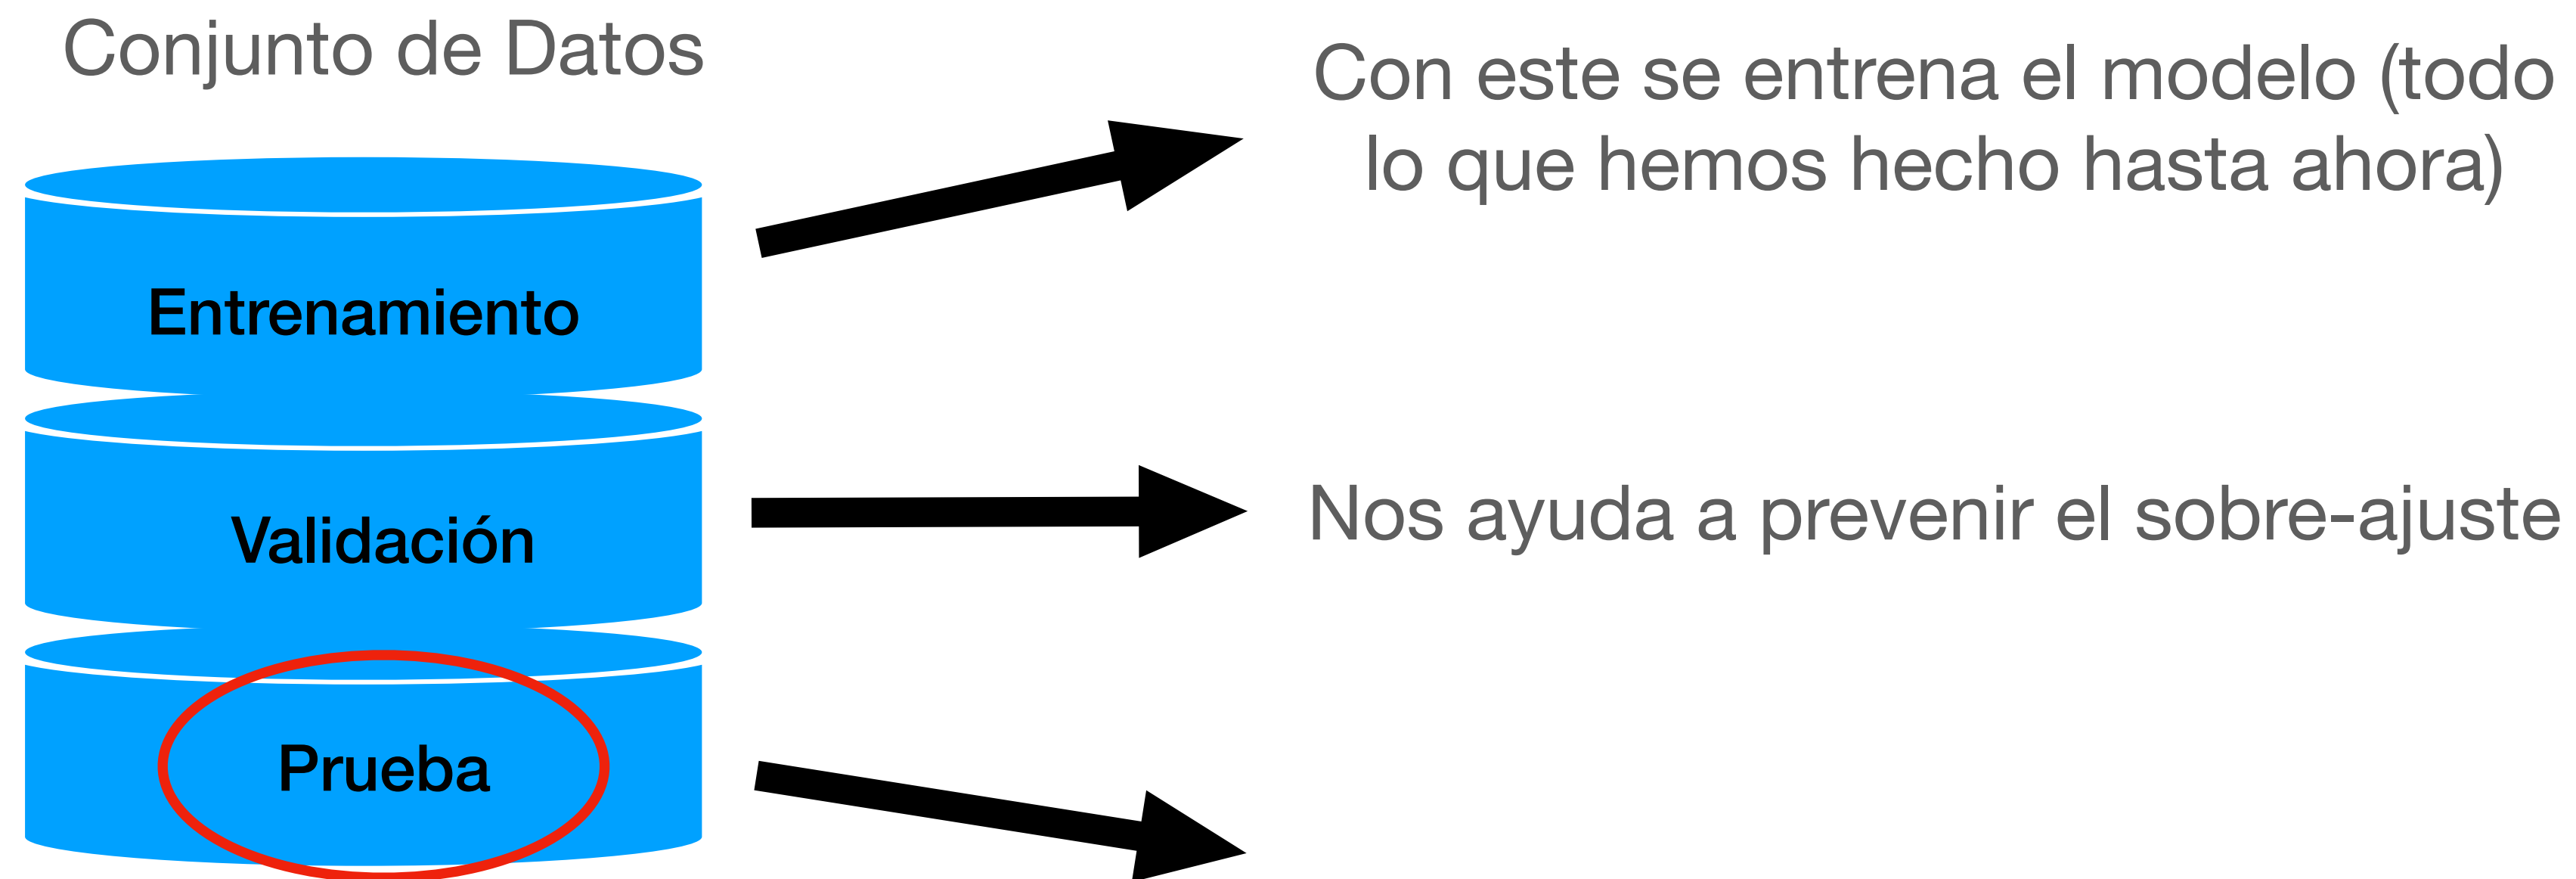 Conjunto de Datos
Con este se entrena el modelo (todo
lo que hemos hecho hasta ahora)
Entrenamiento
Validación
Nos ayuda a prevenir el sobre-ajuste
Prueba